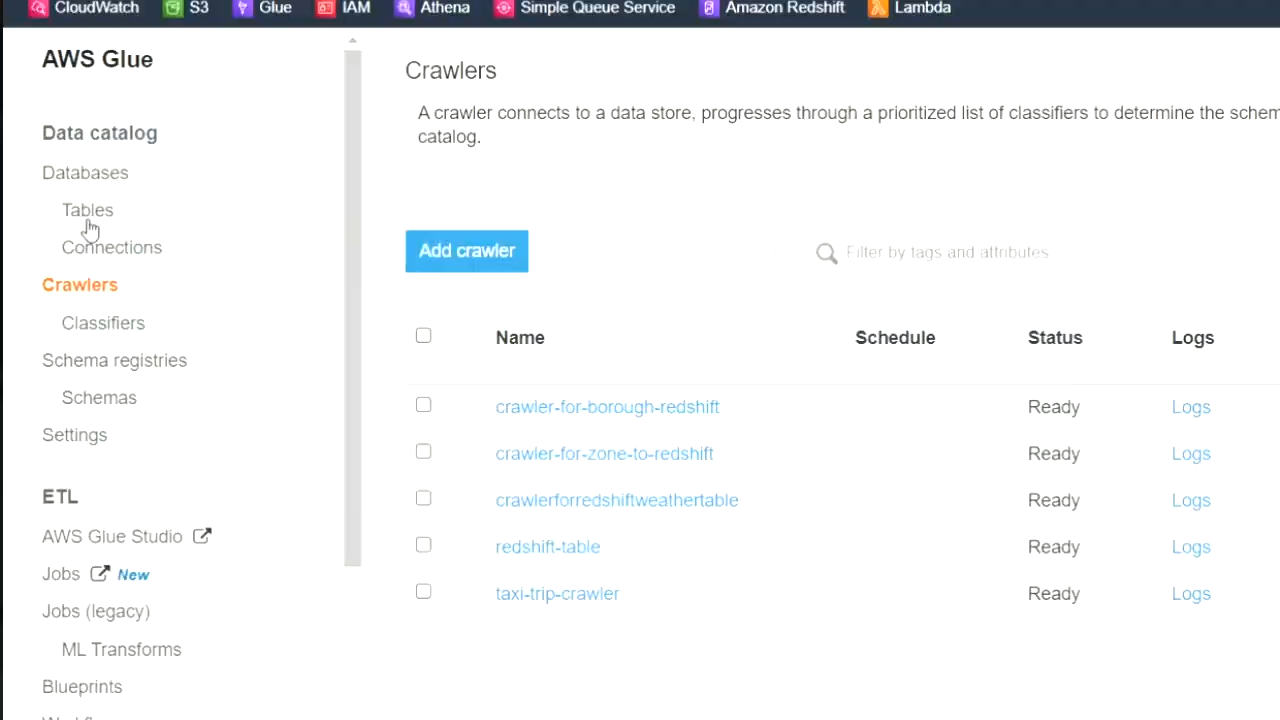 CloudWatch S3 Glue IAM Athena Simple Queue Service Amazon Redshift Lambda
AWS Glue
Data catalog
Databases
Tables
Connections
Crawlers
Classifiers
Schema registries
Schemas
Settings
ETL
AWS Glue Studio
Jobs New
Jobs (legacy)
ML Transforms
Blueprints
Crawlers
A crawler connects to a data store, progresses through a prioritized list of classifiers to determine the schem
catalog.
Add crawler
Filter by tags and attributes
Name Schedule Status Logs
crawler-for-borough-redshift Ready Logs
crawler-for-zone-to-redshift Ready Logs
crawlerforredshiftweathertable Ready Logs
redshift-table Ready Logs
taxi-trip-crawler Ready Logs